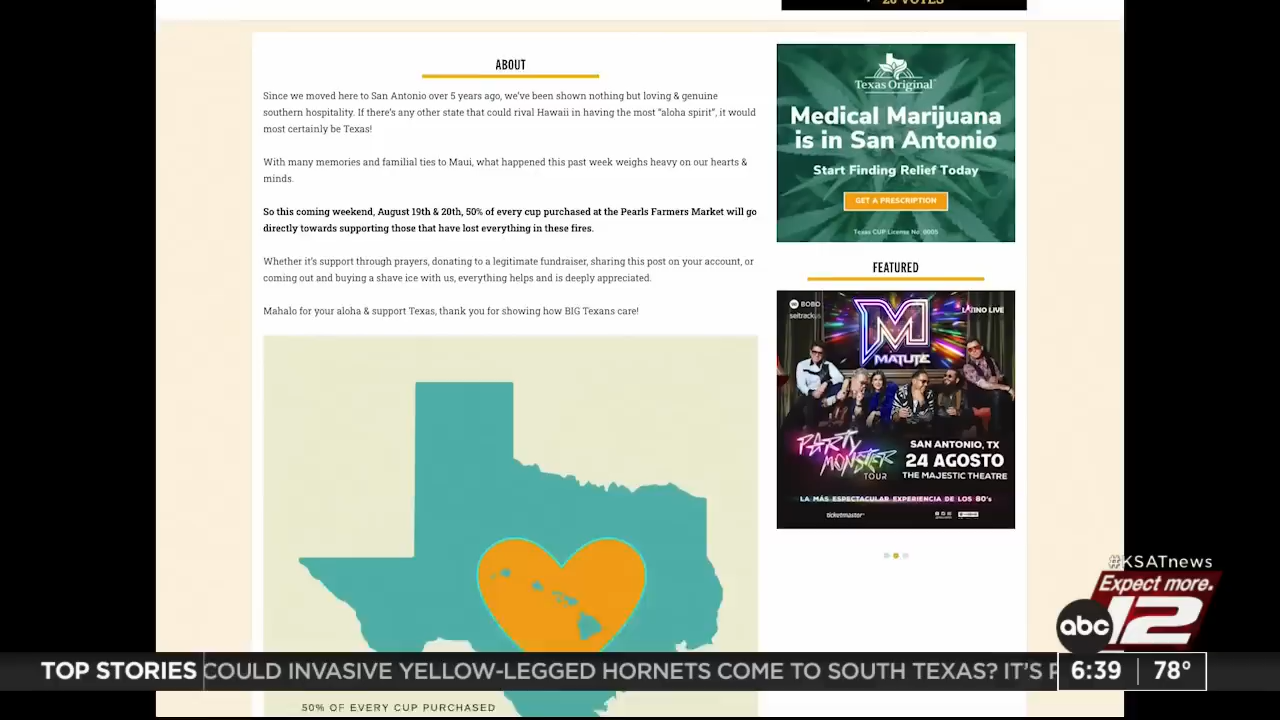 28 VOTES
ABOUT
Since we moved here to San Antonio over 5 years ago, we've been shown nothing but loving & genuine
southern hospitality. If there's any other state that could rival Hawaii in having the most "aloha spirit", it would
most certainly be Texas!
With many memories and familial ties to Maui, what happened this past week weighs heavy on our hearts &
minds.
So this coming weekend, August 19th & 20th, 50% of every cup purchased at the Pearls Farmers Market will go
directly towards supporting those that have lost everything in these fires.
Whether it's support through prayers, donating to a legitimate fundraiser, sharing this post on your account, or
coming out and buying a shave ice with us, everything helps and is deeply appreciated.
Mahalo for your aloha & support Texas, thank you for showing how BIG Texans care!
50% OF EVERY CUP PURCHASED
Texas Original
Medical Marijuana
is in San Antonio
Start Finding Relief Today
GET A PRESCRIPTION
Texas CUP License No. 0005
FEATURED
BOBO
seitrack
LIVE
M
MATUTE
PARTY
MONSTER
TOUR
SAN ANTONIO, TX
24 AGOSTO
THE MAJESTIC THEATRE
LA MÁS ESPECTACULAR EXPERIENCIA DE LOS 80's
ticketmaster
#KSATnews
Expect more.
abc 12
TOP STORIES COULD INVASIVE YELLOW-LEGGED HORNETS COME TO SOUTH TEXAS? IT'S
6:39 78°